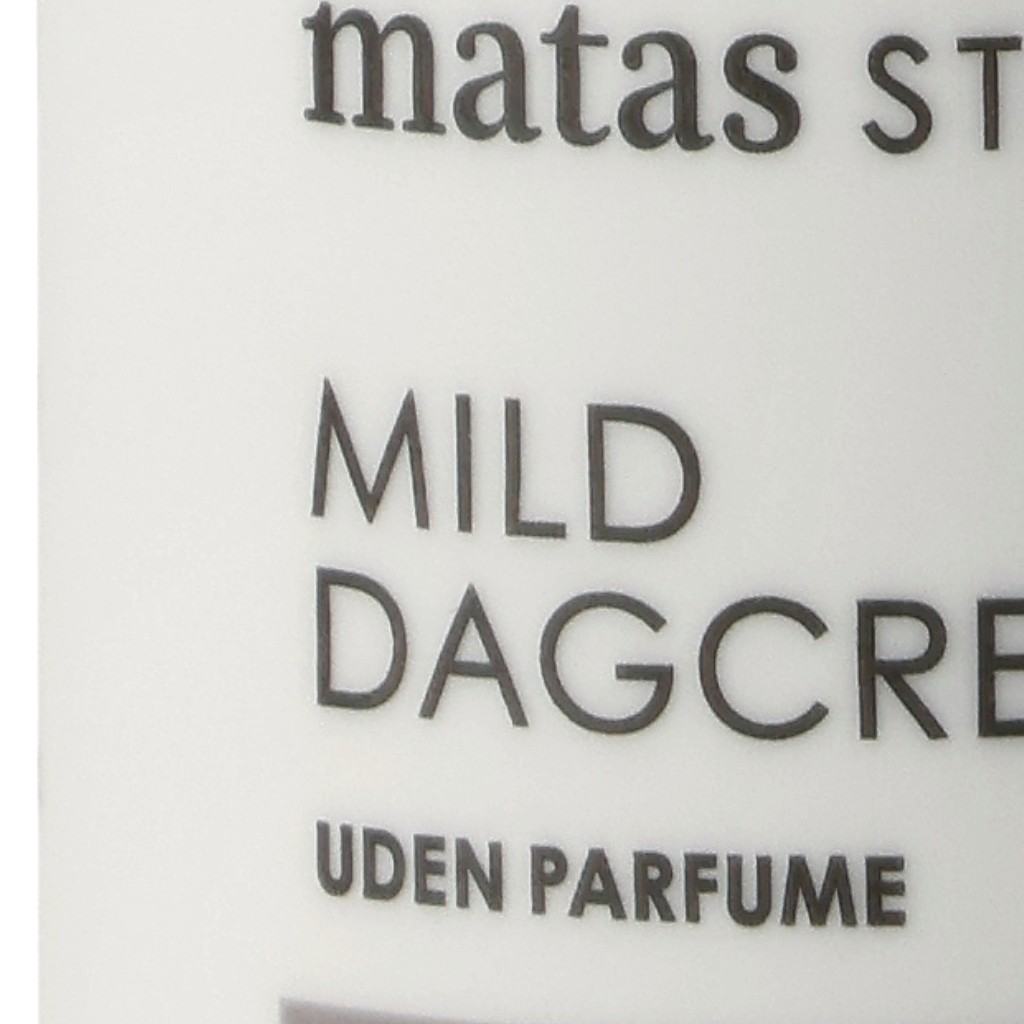 matas ST
MILD
DAGCRE
UDEN PARFUME